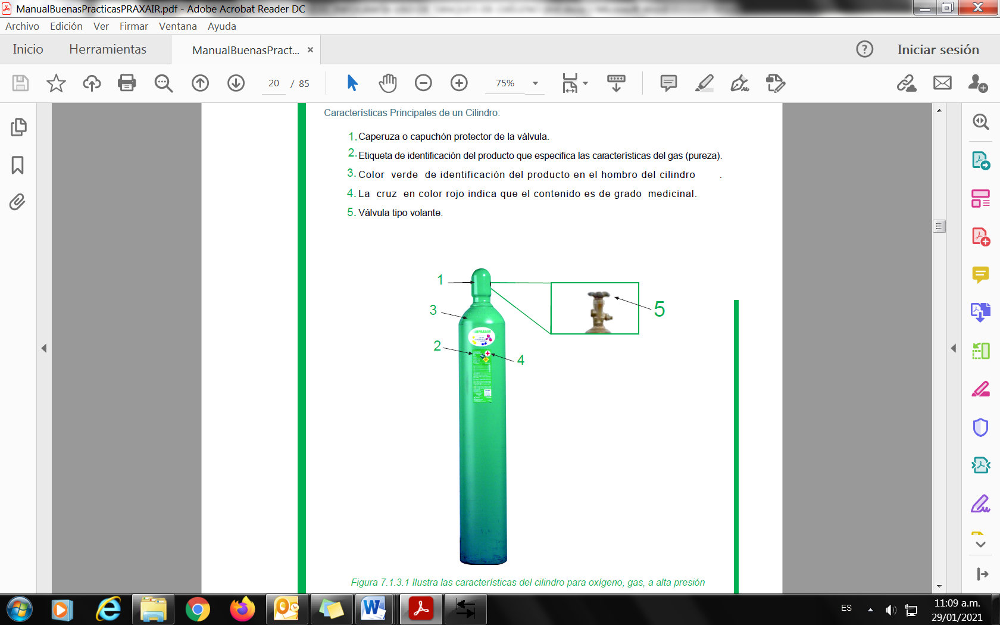 ManualBuenasPracticasPRAXAIR.pdf - Adobe Acrobat Reader DC
Archivo Edición Ver Firmar Ventana Ayuda
Inicio Herramientas ManualBuenasPract... × ? Iniciar sesión
20 / 85 75%
Características Principales de un Cilindro:
1. Caperuza o capuchón protector de la válvula.
2. Etiqueta de identificación del producto que especifica las características del gas (pureza).
3. Color verde de identificación del producto en el hombro del cilindro .
4. La cruz en color rojo indica que el contenido es de grado medicinal.
5. Válvula tipo volante.
1
3
5
PRAXAIR
2
4
Figura 7.1.3.1 Ilustra las características del cilindro para oxígeno, gas, a alta presión
ES
11:09 a.m.
29/01/2021